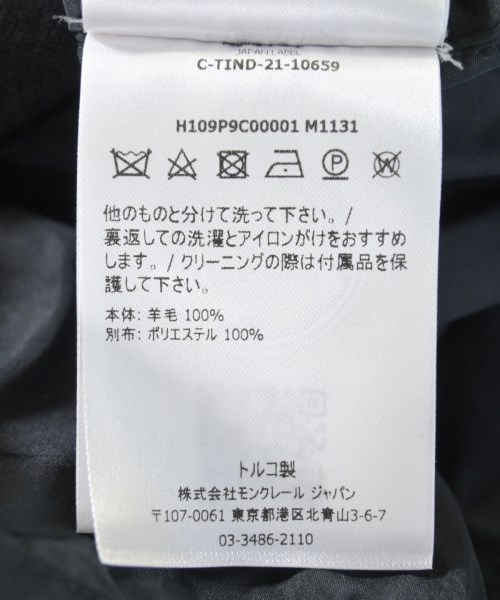 JAPAN LABEL
C-TIND-21-10659
H109P9C00001 M1131
P
W
他のものと分けて洗って下さい。/
裏返しての洗濯とアイロンがけをおすすめ
します。/ クリーニングの際は付属品を保
護して下さい。
本体: 羊毛 100%
別布: ポリエステル 100%
トルコ製
株式会社モンクレール ジャパン
〒107-0061 東京都港区北青山3-6-7
03-3486-2110